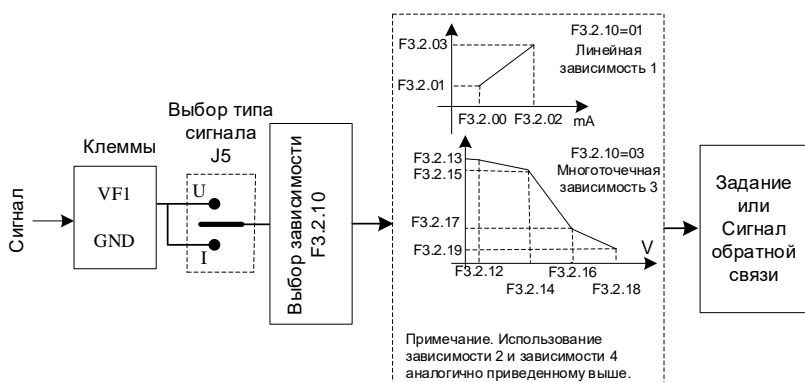 Сигнал
Клеммы
VF1
GND
Выбор типа
сигнала
J5
U
I
Выбор зависимости
F3.2.10
F3.2.10=01
Линейная
зависимость 1
F3.2.03
F3.2.01
F3.2.00
F3.2.02
mA
F3.2.10=03
Многоточечная
зависимость 3
F3.2.13
F3.2.15
F3.2.17
F3.2.19
V
F3.2.12
F3.2.16
F3.2.14
F3.2.18
Примечание. Использование
зависимости 2 и зависимости 4
аналогично приведенному выше.
Задание
или
Сигнал
обратной
связи